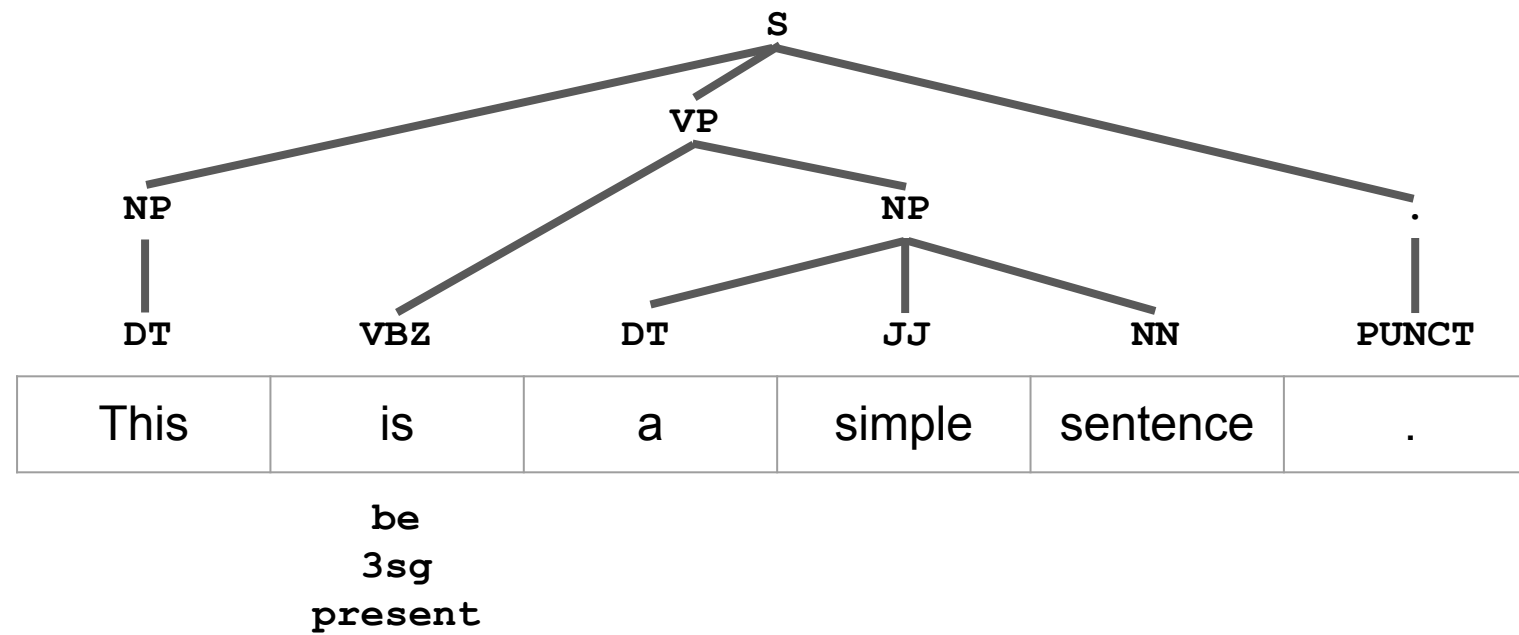 S
VP
NP NP .
DT VBZ DT JJ NN PUNCT
This is a simple sentence .
be
3sg
present